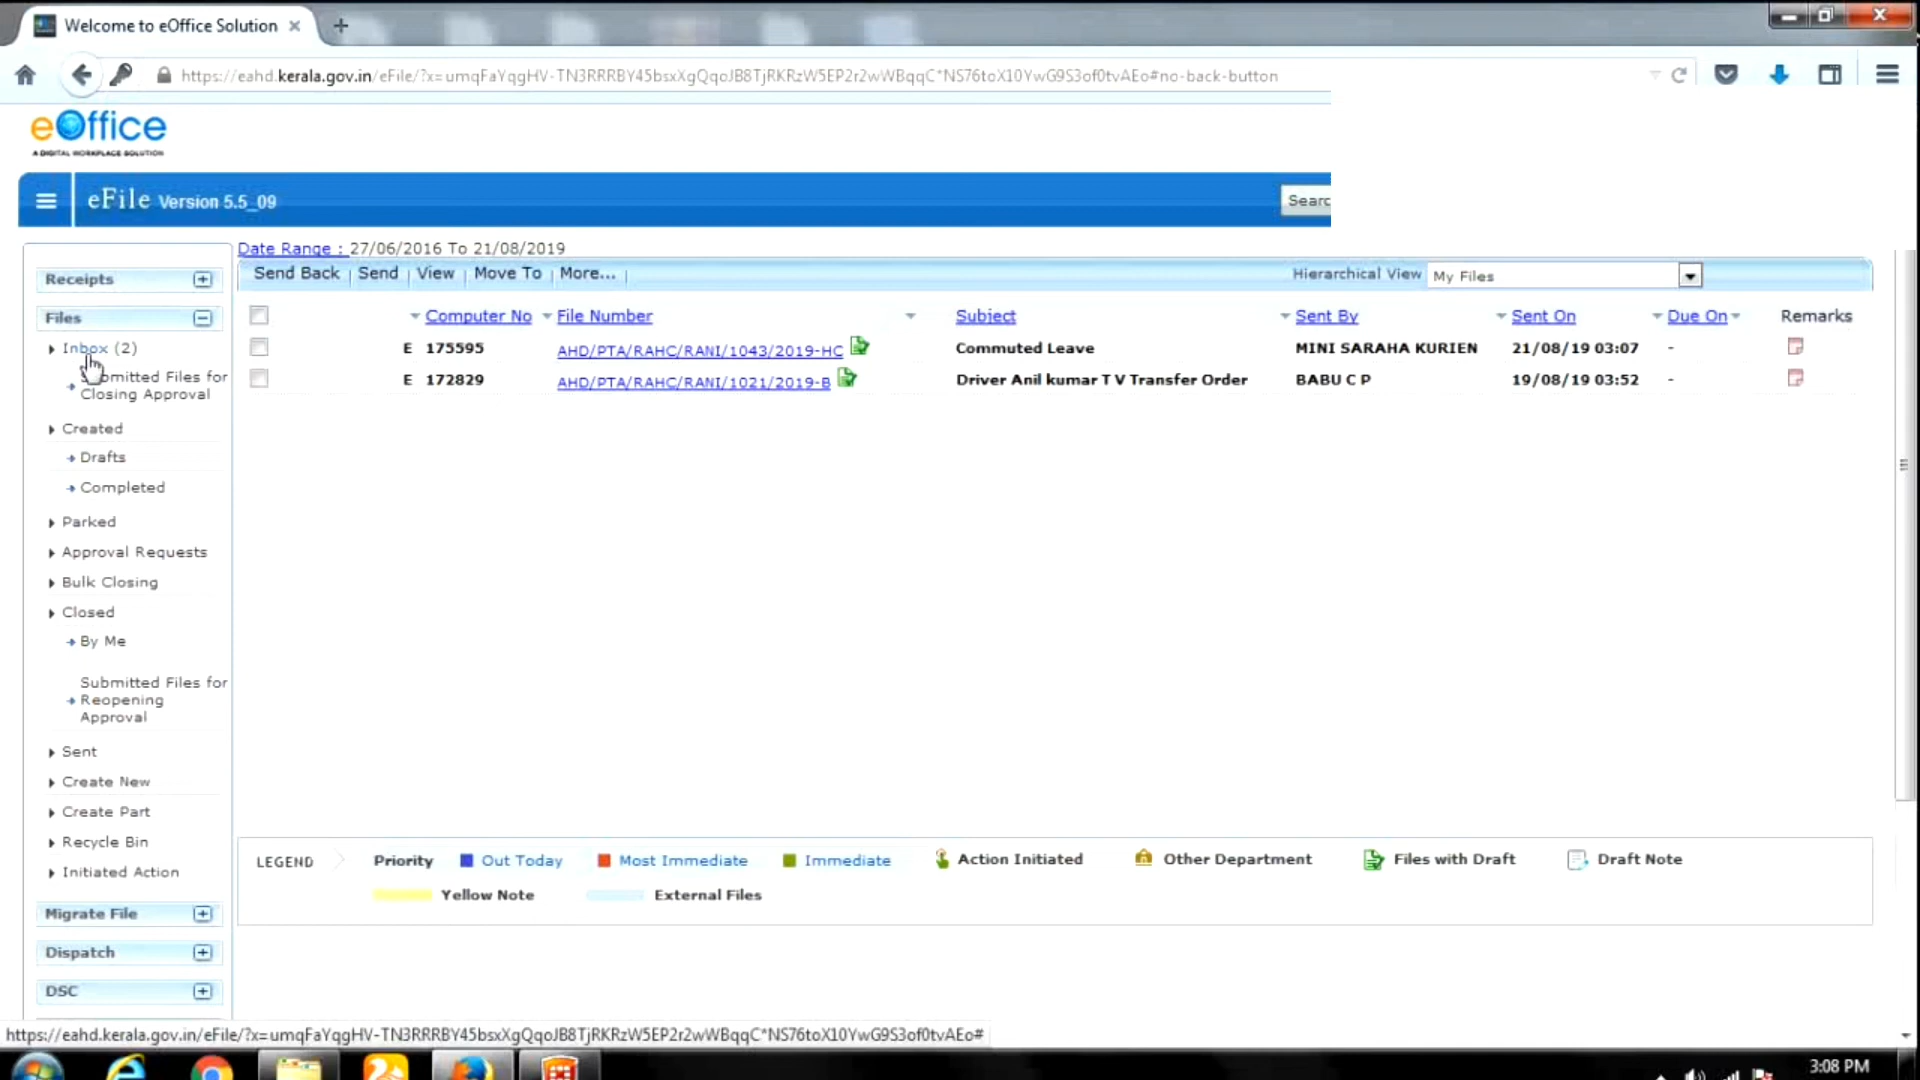 Welcome to eOffice Solution
https://eahd.kerala.gov.in/eFile/?x=umqFaYqgHV-TN3RRRBY45bsxXgQqoJB8TjRKRzW5EP2r2wWBqqC*NS76toX10YwG9S3of0tvAEo#no-back-button
eOffice
A DIGITAL WORKPLACE SOLUTION
eFile Version 5.5_09
Searc
Date Range : 27/06/2016 To 21/08/2019
Send Back Send View Move To More...
Hierarchical View My Files
Computer No File Number Subject Sent By Sent On Due On Remarks
E 175595 AHD/PTA/RAHC/RANI/1043/2019-HC Commuted Leave MINI SARAHA KURIEN 21/08/19 03:07 -
E 172829 AHD/PTA/RAHC/RANI/1021/2019-B Driver Anil kumar T V Transfer Order BABU C P 19/08/19 03:52 -
Receipts
Files
Inbox (2)
Submitted Files for
Closing Approval
Created
Drafts
Completed
Parked
Approval Requests
Bulk Closing
Closed
By Me
Submitted Files for
Reopening
Approval
Sent
Create New
Create Part
Recycle Bin
Initiated Action
Migrate File
Dispatch
DSC
LEGEND Priority Out Today Most Immediate Immediate Action Initiated Other Department Files with Draft Draft Note
Yellow Note External Files
https://eahd.kerala.gov.in/eFile/?x=umqFaYqgHV-TN3RRRBY45bsxXgQqoJB8TjRKRzW5EP2r2wWBqqC*NS76toX10YwG9S3of0tvAEo#
3:08 PM